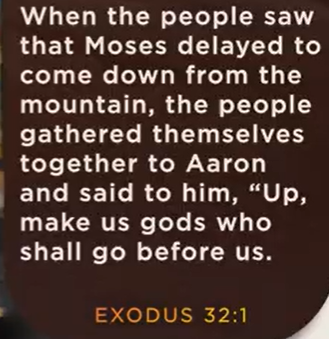 When the people saw
that Moses delayed to
come down from the
mountain, the people
gathered themselves
together to Aaron
and said to him, “Up,
make us gods who
shall go before us.
EXODUS 32:1